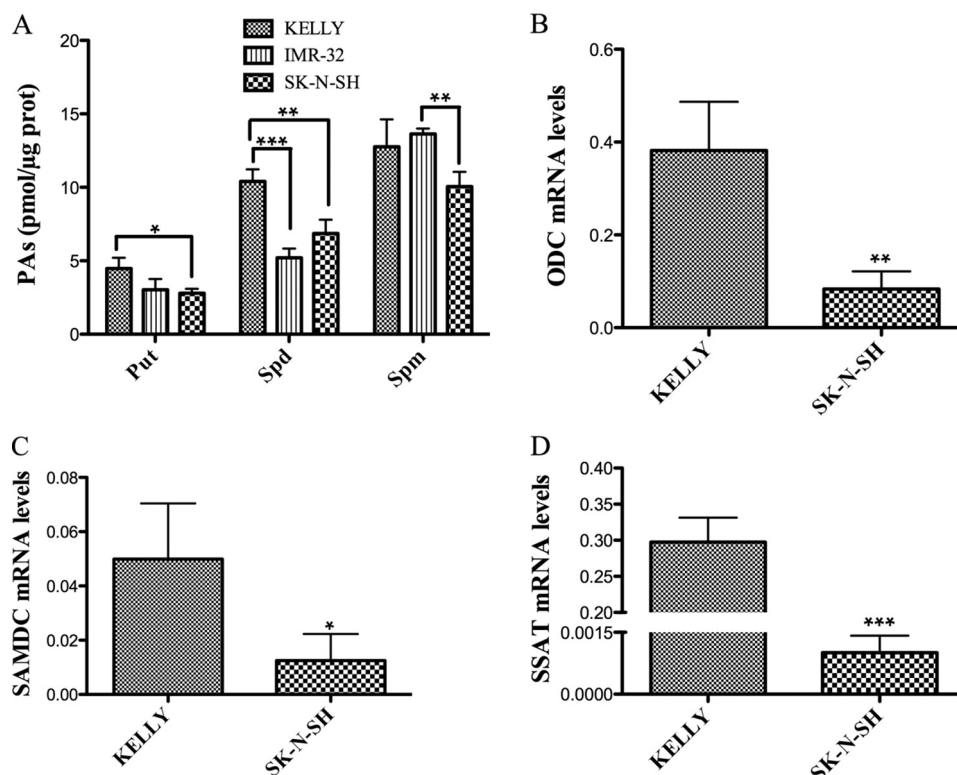 A
PAs (pmol/µg prot)
20
15
10
5
0
KELLY
IMR-32
SK-N-SH
*
***
**
**
Put
Spd
Spm
B
ODC mRNA levels
0.6
0.4
0.2
0.0
**
KELLY
SK-N-SH
C
SAMDC mRNA levels
0.08
0.06
0.04
0.02
0.00
*
KELLY
SK-N-SH
D
SSAT mRNA levels
0.40
0.35
0.30
0.25
0.20
0.0015
0.0000
***
KELLY
SK-N-SH